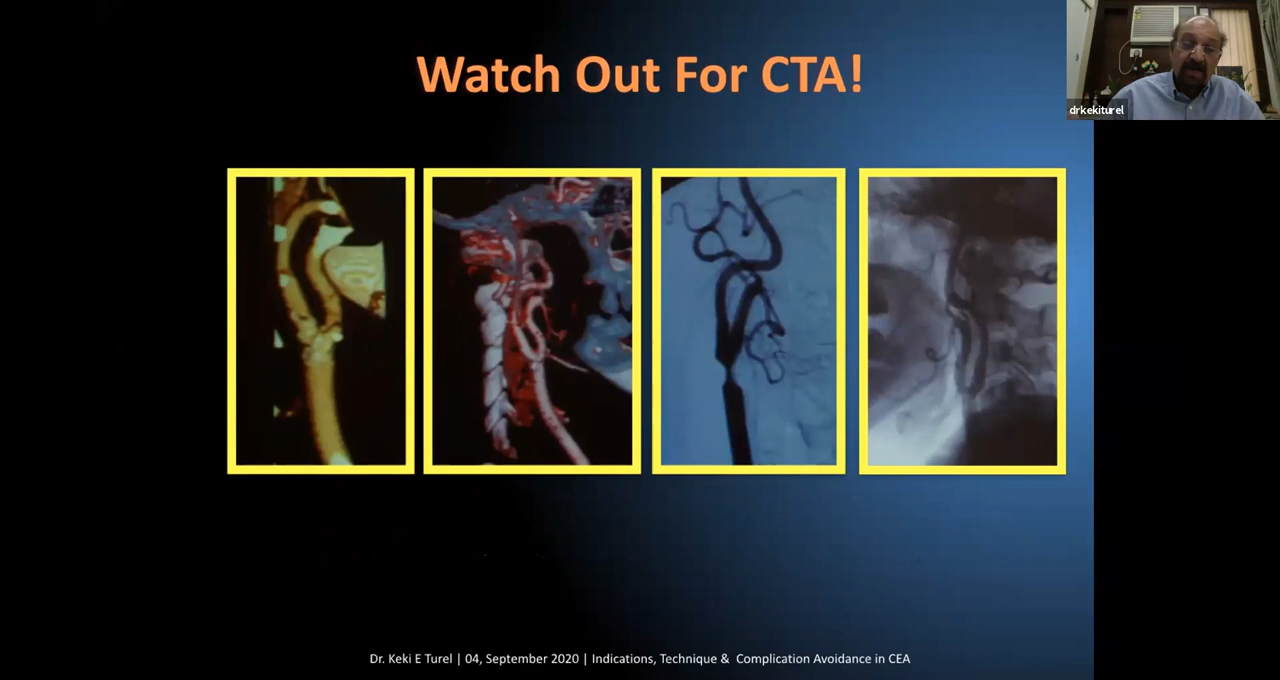 Watch Out For CTA!
drkekiturel
Dr. Keki E Turel | 04, September 2020 | Indications, Technique & Complication Avoidance in CEA